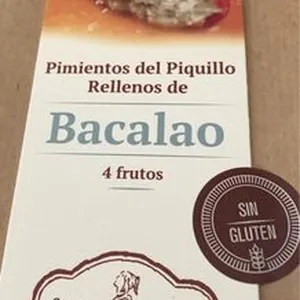 Pimientos del Piquillo
Rellenos de
Bacalao
4 frutos
SIN
GLUTEN